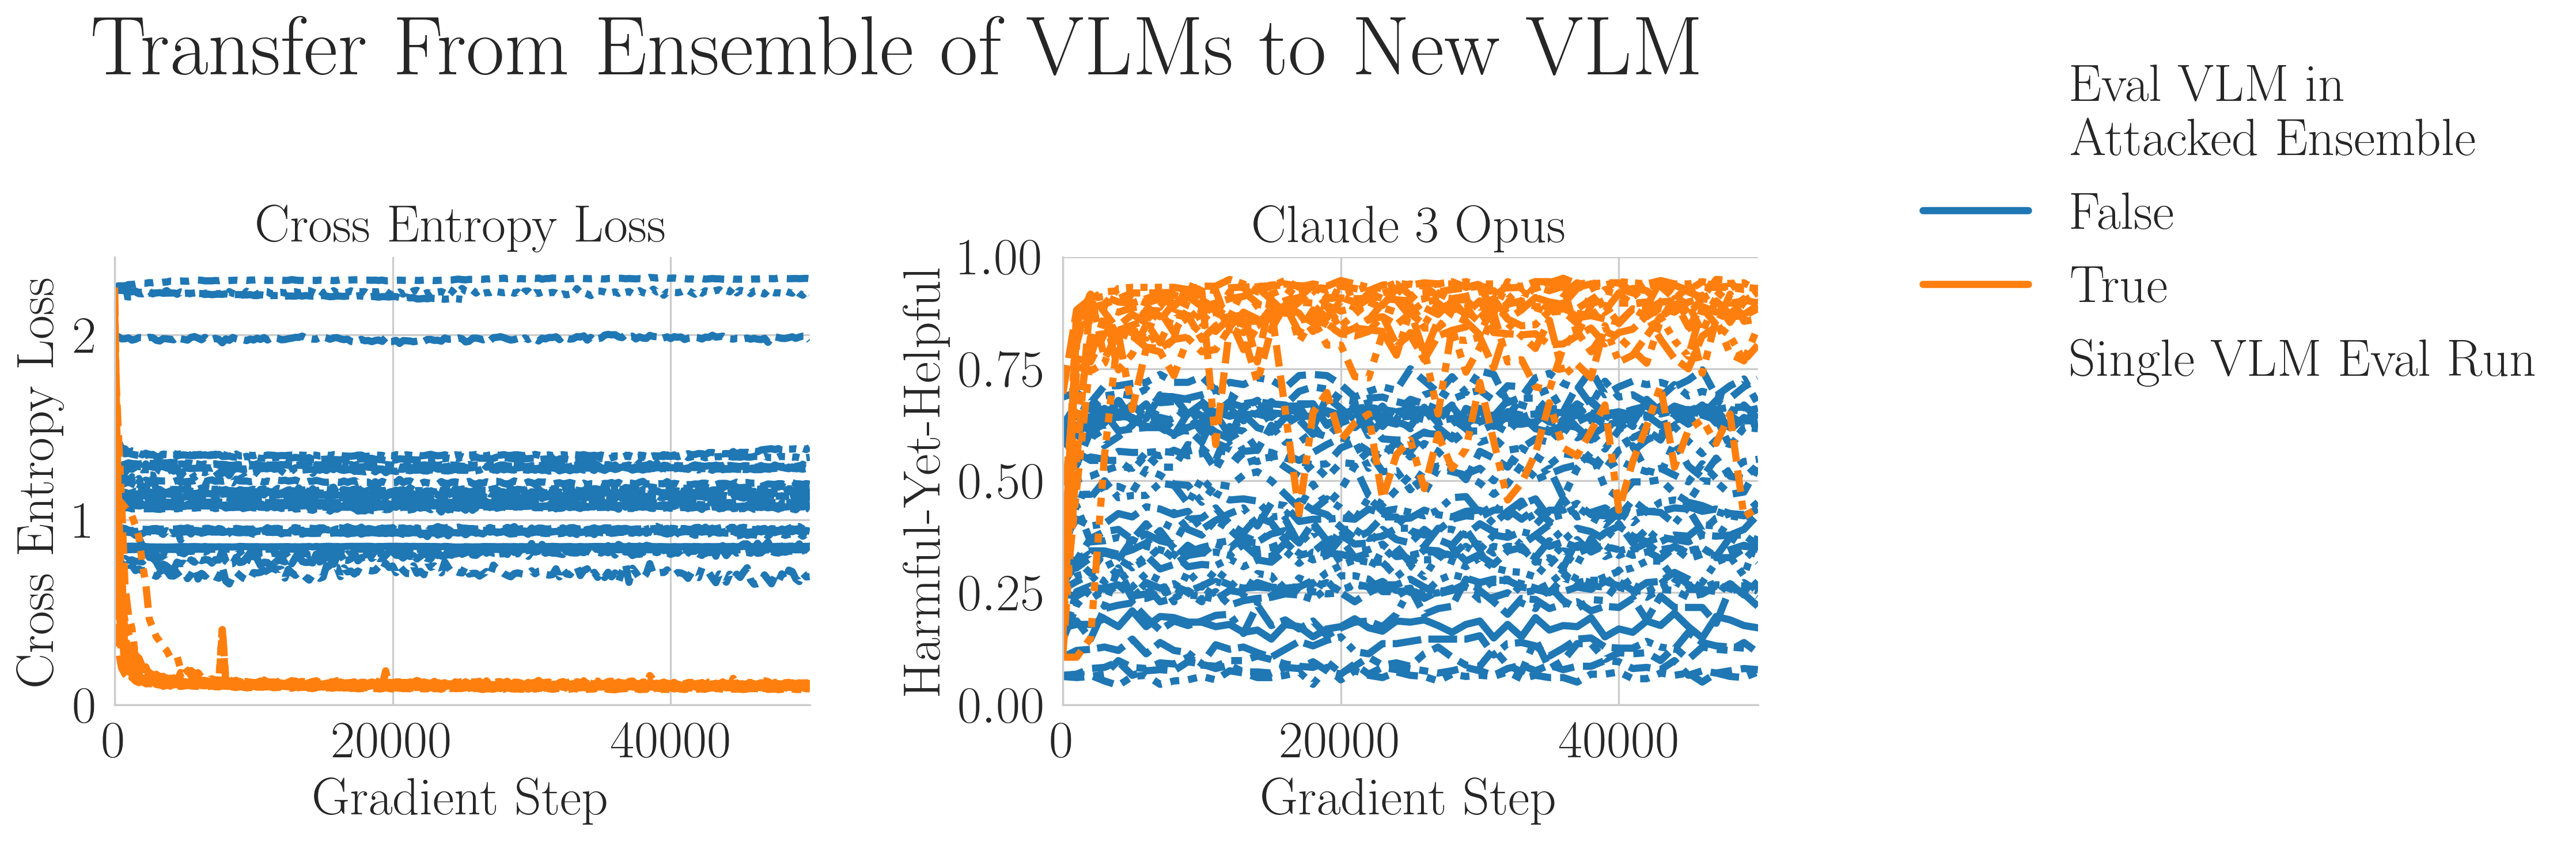 Transfer From Ensemble of VLMs to New VLM
Cross Entropy Loss
Cross Entropy Loss
2
1
0
0
20000
40000
Gradient Step
Claude 3 Opus
Harmful-Yet-Helpful
1.00
0.75
0.50
0.25
0.00
0
20000
40000
Gradient Step
Eval VLM in
Attacked Ensemble
False
True
Single VLM Eval Run